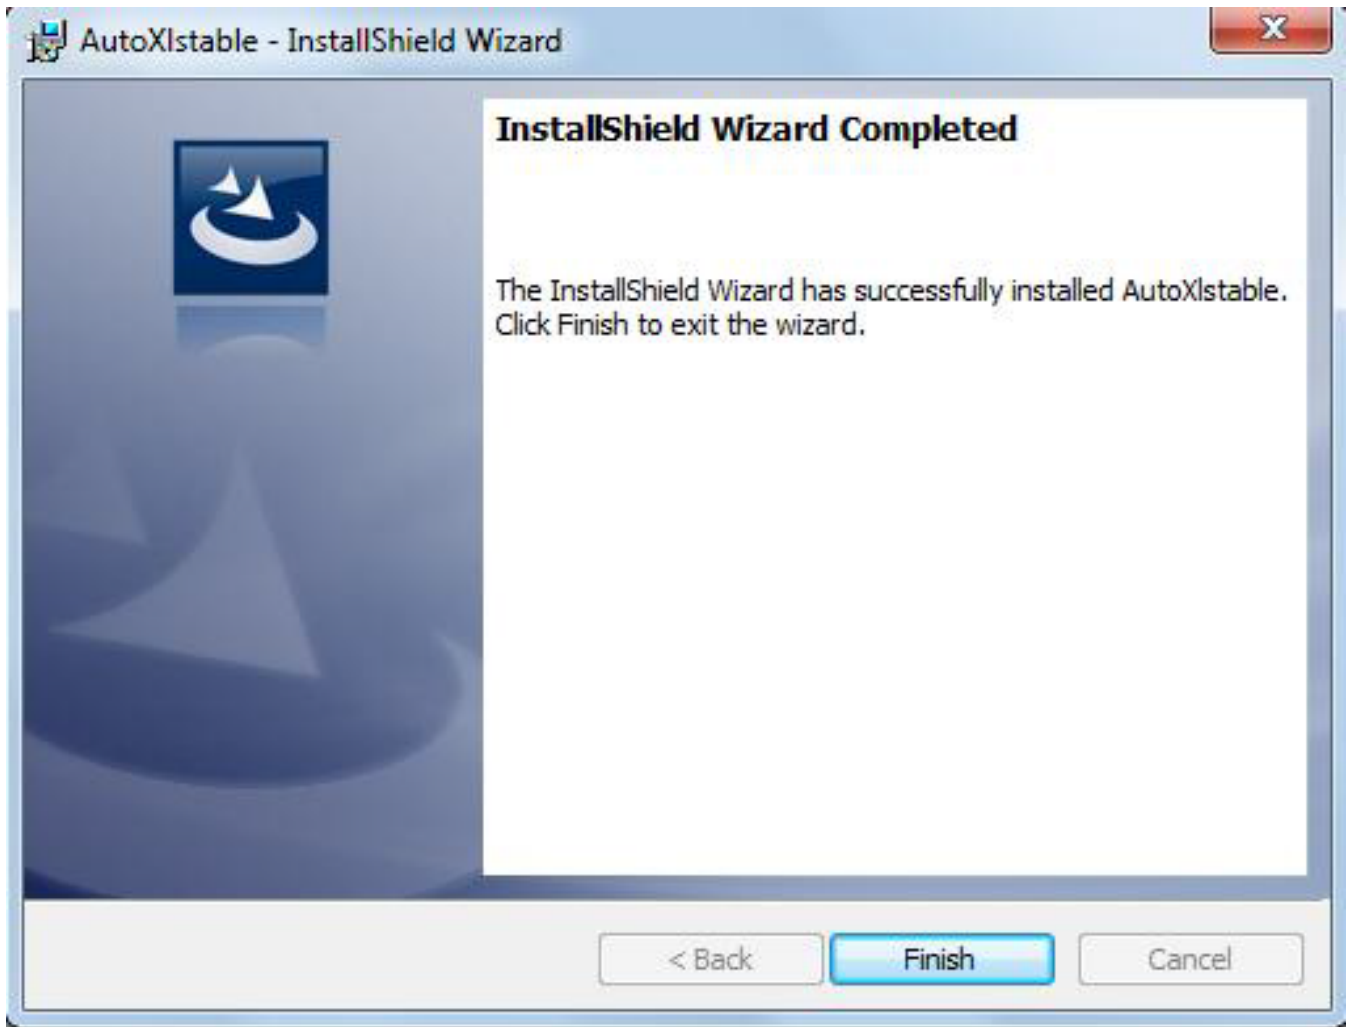 AutoXlstable - InstallShield Wizard
X
InstallShield Wizard Completed
The InstallShield Wizard has successfully installed AutoXlstable.
Click Finish to exit the wizard.
< Back
Finish
Cancel